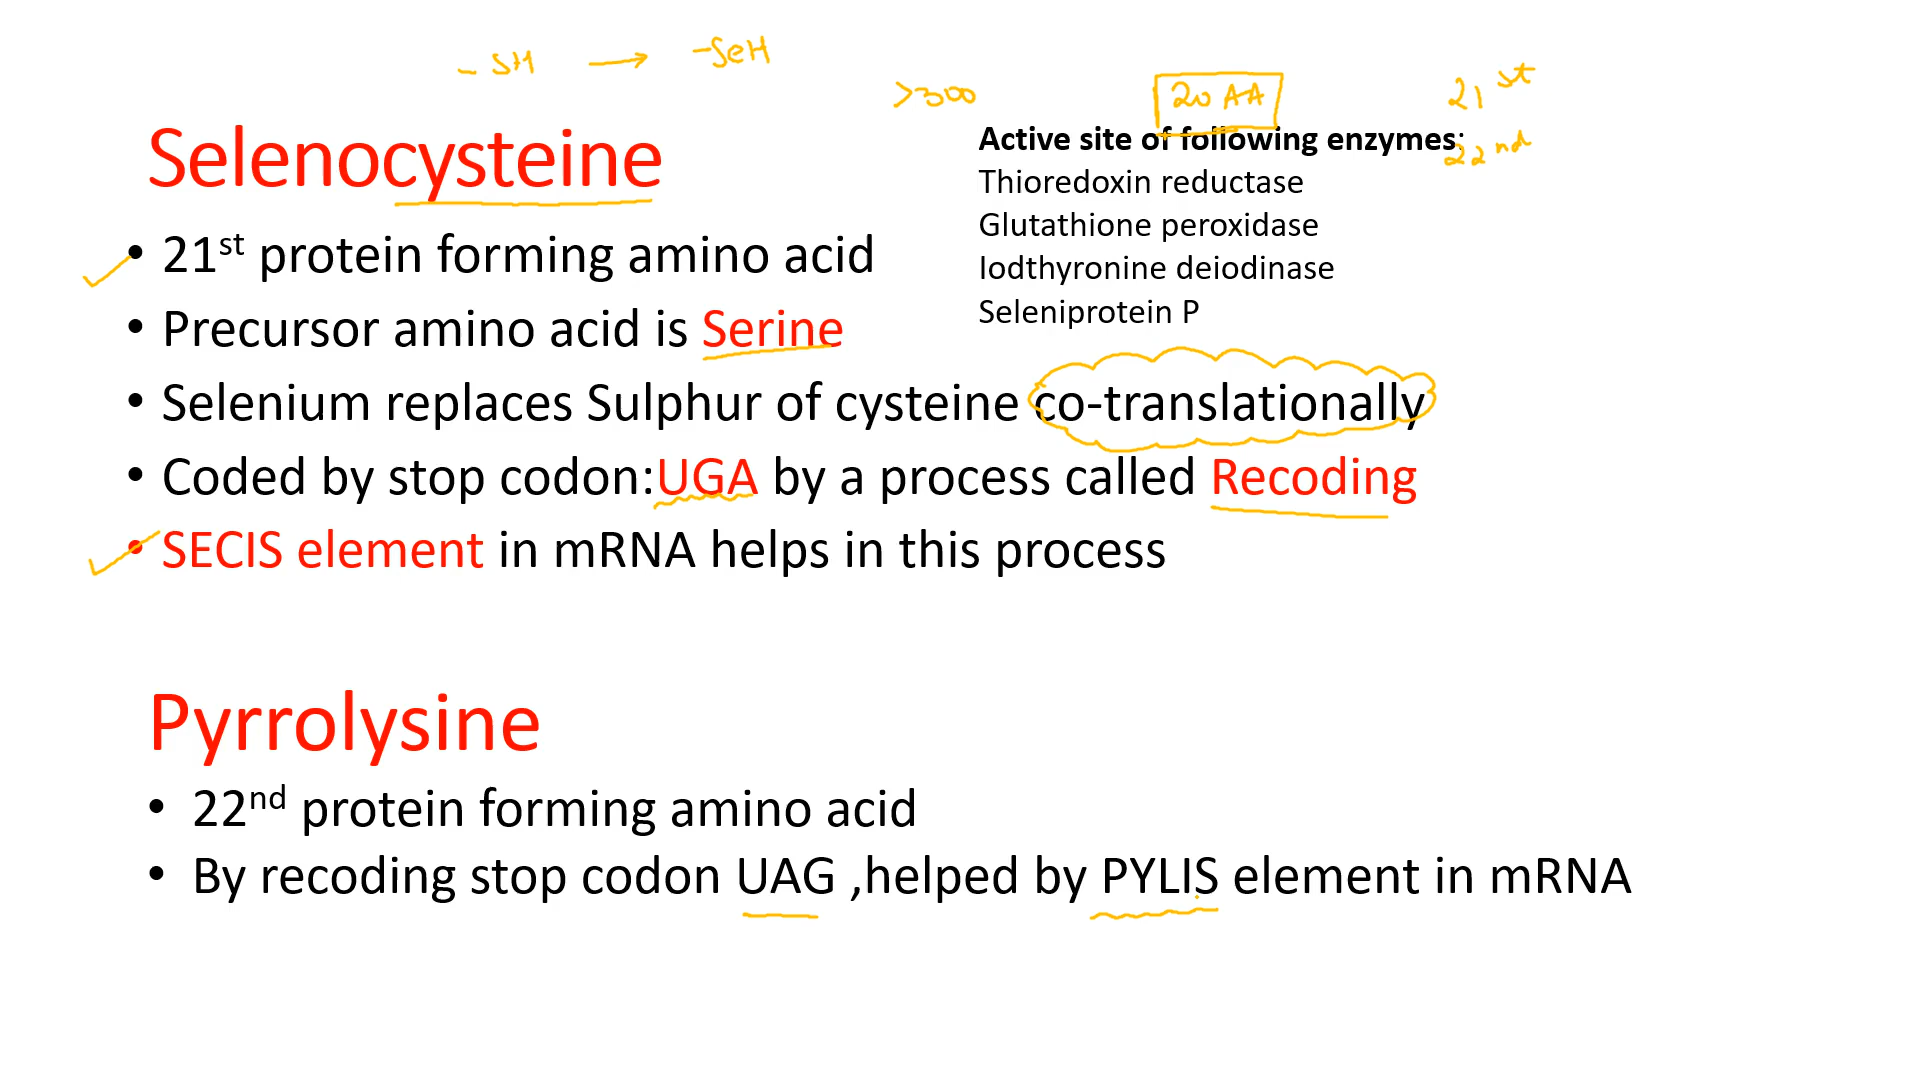 - SH → -SeH
>300
20 AA
21st
22nd
Selenocysteine
• 21st protein forming amino acid
• Precursor amino acid is Serine
• Selenium replaces Sulphur of cysteine co-translationally
• Coded by stop codon:UGA by a process called Recoding
• SECIS element in mRNA helps in this process
Active site of following enzymes:
Thioredoxin reductase
Glutathione peroxidase
Iodthyronine deiodinase
Seleniprotein P
Pyrrolysine
• 22nd protein forming amino acid
• By recoding stop codon UAG ,helped by PYLIS element in mRNA